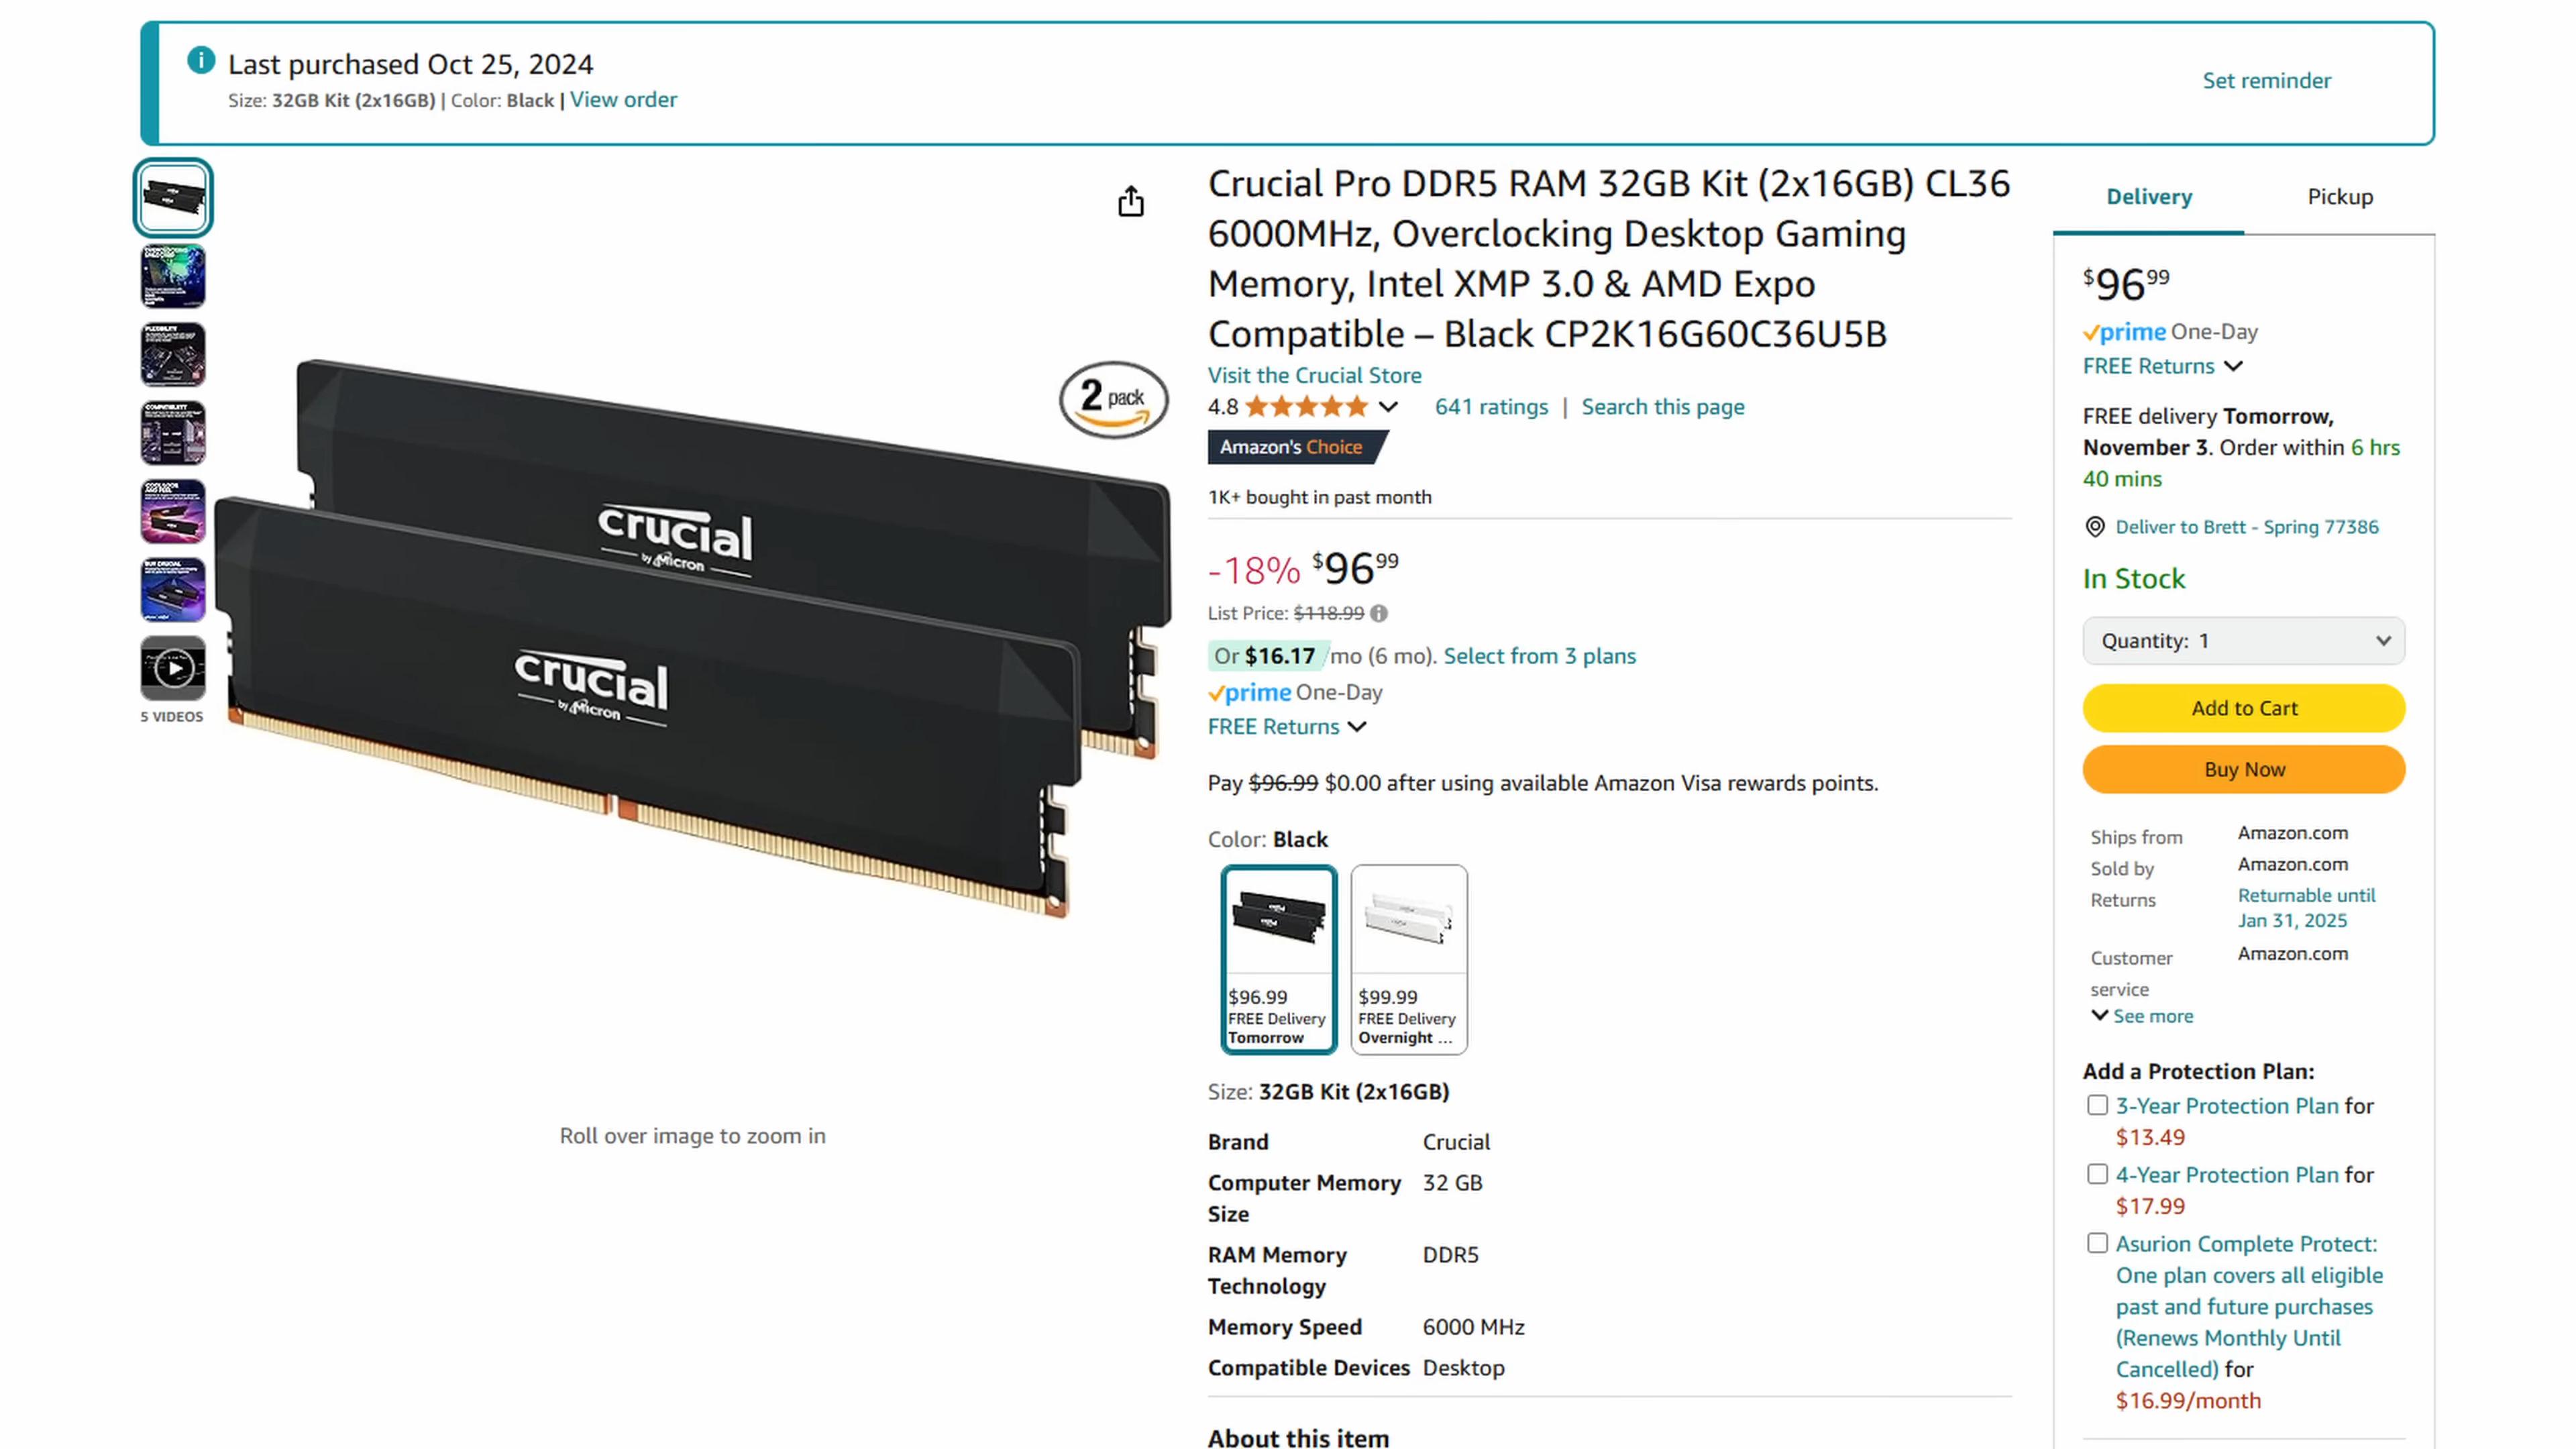 Last purchased Oct 25, 2024
Size: 32GB Kit (2x16GB) | Color: Black | View order
Set reminder
2 pack
crucial
by Micron
crucial
by Micron
5 VIDEOS
Roll over image to zoom in
Crucial Pro DDR5 RAM 32GB Kit (2x16GB) CL36
6000MHz, Overclocking Desktop Gaming
Memory, Intel XMP 3.0 & AMD Expo
Compatible – Black CP2K16G60C36U5B
Visit the Crucial Store
4.8
641 ratings | Search this page
Amazon's Choice
1K+ bought in past month
-18% $96 99
List Price: $118.99
Or $16.17 /mo (6 mo). Select from 3 plans
prime One-Day
FREE Returns
Pay $96.99 $0.00 after using available Amazon Visa rewards points.
Color: Black
$96.99
FREE Delivery
Tomorrow
$99.99
FREE Delivery
Overnight ...
Size: 32GB Kit (2x16GB)
Brand Crucial
Computer Memory 32 GB
Size
RAM Memory DDR5
Technology
Memory Speed 6000 MHz
Compatible Devices Desktop
About this item
Delivery Pickup
$96 99
prime One-Day
FREE Returns
FREE delivery Tomorrow,
November 3. Order within 6 hrs
40 mins
Deliver to Brett - Spring 77386
In Stock
Quantity: 1
Add to Cart
Buy Now
Ships from Amazon.com
Sold by Amazon.com
Returns Returnable until
Jan 31, 2025
Customer Amazon.com
service
See more
Add a Protection Plan:
3-Year Protection Plan for
$13.49
4-Year Protection Plan for
$17.99
Asurion Complete Protect:
One plan covers all eligible
past and future purchases
(Renews Monthly Until
Cancelled) for
$16.99/month